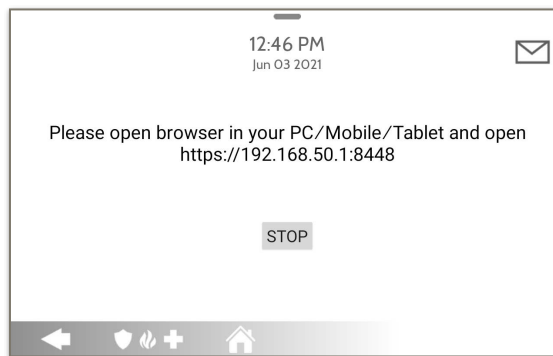 12:46 PM
Jun 03 2021
Please open browser in your PC/Mobile/Tablet and open
https://192.168.50.1:8448
STOP